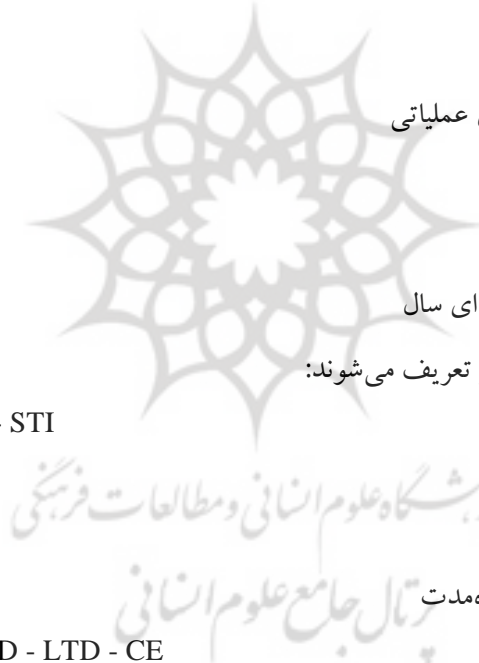 عملیاتی
ای سال
تعریف می‌شوند:
- STI
پژوهشگاه علوم انسانی و مطالعات فرهنگی
مدت
پرتال جامع علوم انسانی
D - LTD - CE